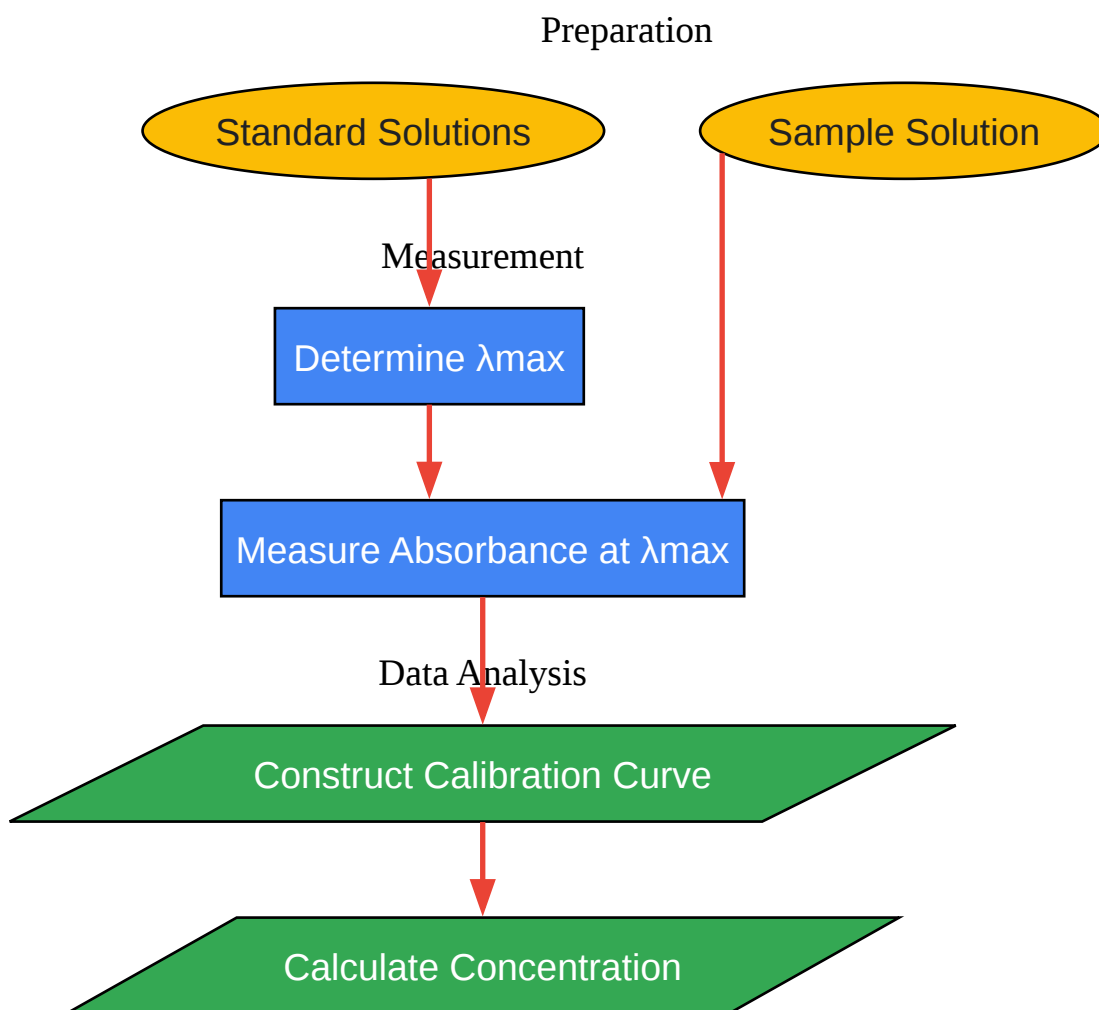 Preparation
Standard Solutions
Sample Solution
Measurement
Determine λmax
Measure Absorbance at λmax
Data Analysis
Construct Calibration Curve
Calculate Concentration